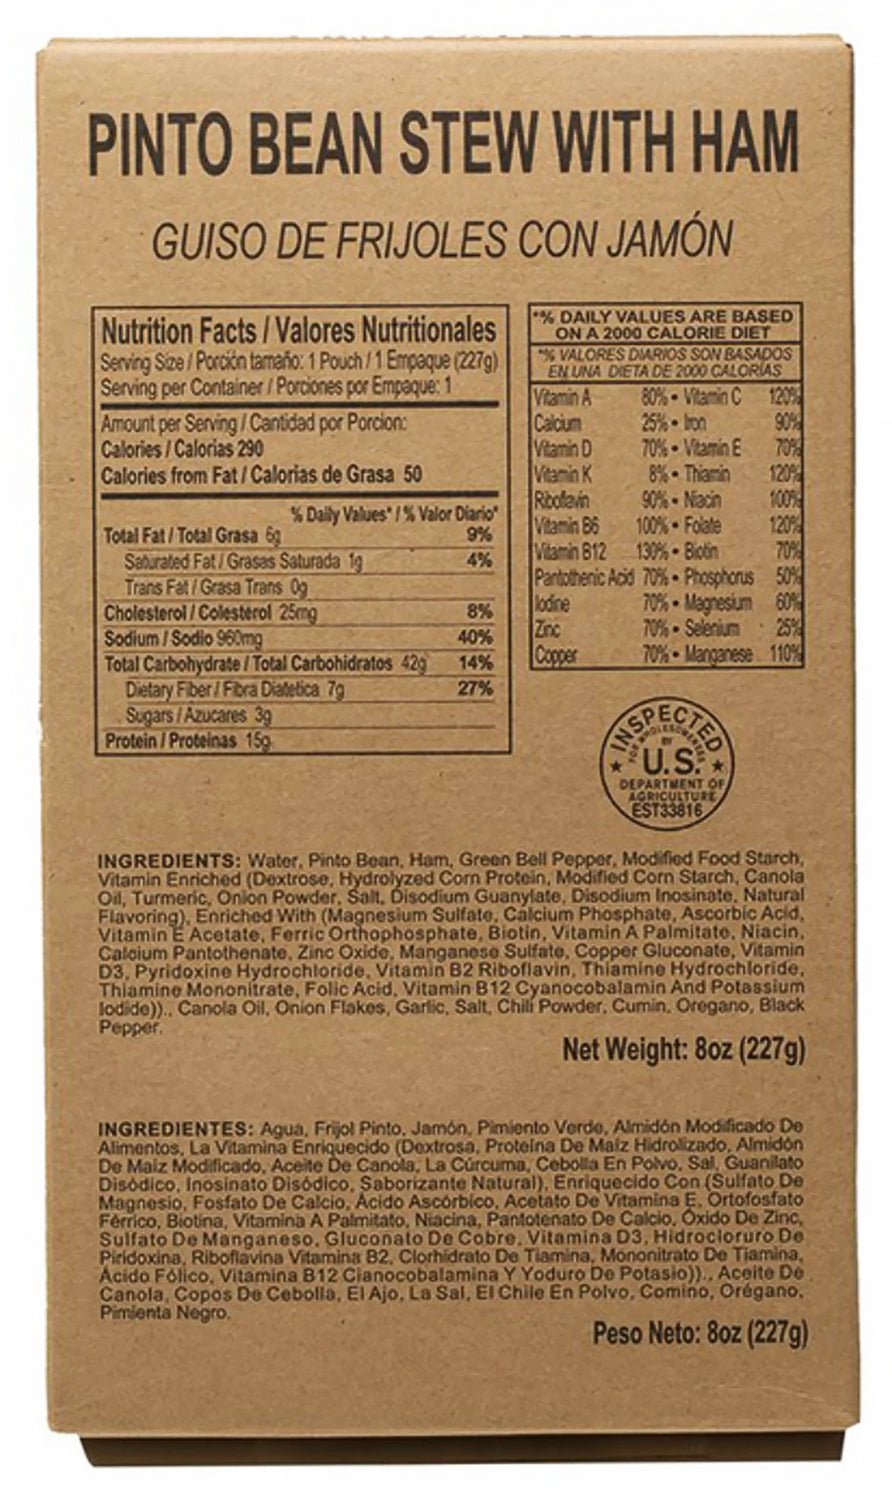 PINTO BEAN STEW WITH HAM
GUISO DE FRIJOLES CON JAMÓN
Nutrition Facts / Valores Nutritionales
Serving Size / Porción tamaño: 1 Pouch / 1 Empaque (227g)
Serving per Container / Porciones por Empaque: 1
Amount per Serving / Cantidad por Porcion:
Calories / Calorias 290
Calories from Fat / Calorias de Grasa 50
% Daily Values* / % Valor Diario*
Total Fat / Total Grasa 6g 9%
Saturated Fat / Grasas Saturada 1g 4%
Trans Fat / Grasa Trans 0g
Cholesterol / Colesterol 25mg 8%
Sodium / Sodio 960mg 40%
Total Carbohydrate / Total Carbohidratos 42g 14%
Dietary Fiber / Fibra Diatetica 7g 27%
Sugars / Azucares 3g
Protein / Proteinas 15g
*% DAILY VALUES ARE BASED
ON A 2000 CALORIE DIET
*% VALORES DIARIOS SON BASADOS
EN UNA DIETA DE 2000 CALORÍAS
Vitamin A 80% • Vitamin C 120%
Calcium 25% • Iron 90%
Vitamin D 70% • Vitamin E 70%
Vitamin K 8% • Thiamin 120%
Riboflavin 90% • Niacin 100%
Vitamin B6 100% • Folate 120%
Vitamin B12 130% • Biotin 70%
Pantothenic Acid 70% • Phosphorus 50%
Iodine 70% • Magnesium 60%
Zinc 70% • Selenium 25%
Copper 70% • Manganese 110%
INSPECTED
FOR WHOLESOMENESS
BY
U.S.
DEPARTMENT OF
AGRICULTURE
EST33816
INGREDIENTS: Water, Pinto Bean, Ham, Green Bell Pepper, Modified Food Starch,
Vitamin Enriched (Dextrose, Hydrolyzed Corn Protein, Modified Corn Starch, Canola
Oil, Turmeric, Onion Powder, Salt, Disodium Guanylate, Disodium Inosinate, Natural
Flavoring), Enriched With (Magnesium Sulfate, Calcium Phosphate, Ascorbic Acid,
Vitamin E Acetate, Ferric Orthophosphate, Biotin, Vitamin A Palmitate, Niacin,
Calcium Pantothenate, Zinc Oxide, Manganese Sulfate, Copper Gluconate, Vitamin
D3, Pyridoxine Hydrochloride, Vitamin B2 Riboflavin, Thiamine Hydrochloride,
Thiamine Mononitrate, Folic Acid, Vitamin B12 Cyanocobalamin And Potassium
Iodide))., Canola Oil, Onion Flakes, Garlic, Salt, Chili Powder, Cumin, Oregano, Black
Pepper.
Net Weight: 8oz (227g)
INGREDIENTES: Agua, Frijol Pinto, Jamón, Pimiento Verde, Almidón Modificado De
Alimentos, La Vitamina Enriquecido (Dextrosa, Proteína De Maíz Hidrolizado, Almidón
De Maíz Modificado, Aceite De Canola, La Cúrcuma, Cebolla En Polvo, Sal, Guanilato
Disódico, Inosinato Disódico, Saborizante Natural), Enriquecido Con (Sulfato De
Magnesio, Fosfato De Calcio, Ácido Ascórbico, Acetato De Vitamina E, Ortofosfato
Férrico, Biotina, Vitamina A Palmitato, Niacina, Pantotenato De Calcio, Óxido De Zinc,
Sulfato De Manganeso, Gluconato De Cobre, Vitamina D3, Hidrocloruro De
Piridoxina, Riboflavina Vitamina B2, Clorhidrato De Tiamina, Mononitrato De Tiamina,
Ácido Fólico, Vitamina B12 Cianocobalamina Y Yoduro De Potasio))., Aceite De
Canola, Copos De Cebolla, El Ajo, La Sal, El Chile En Polvo, Comino, Orégano,
Pimienta Negro.
Peso Neto: 8oz (227g)